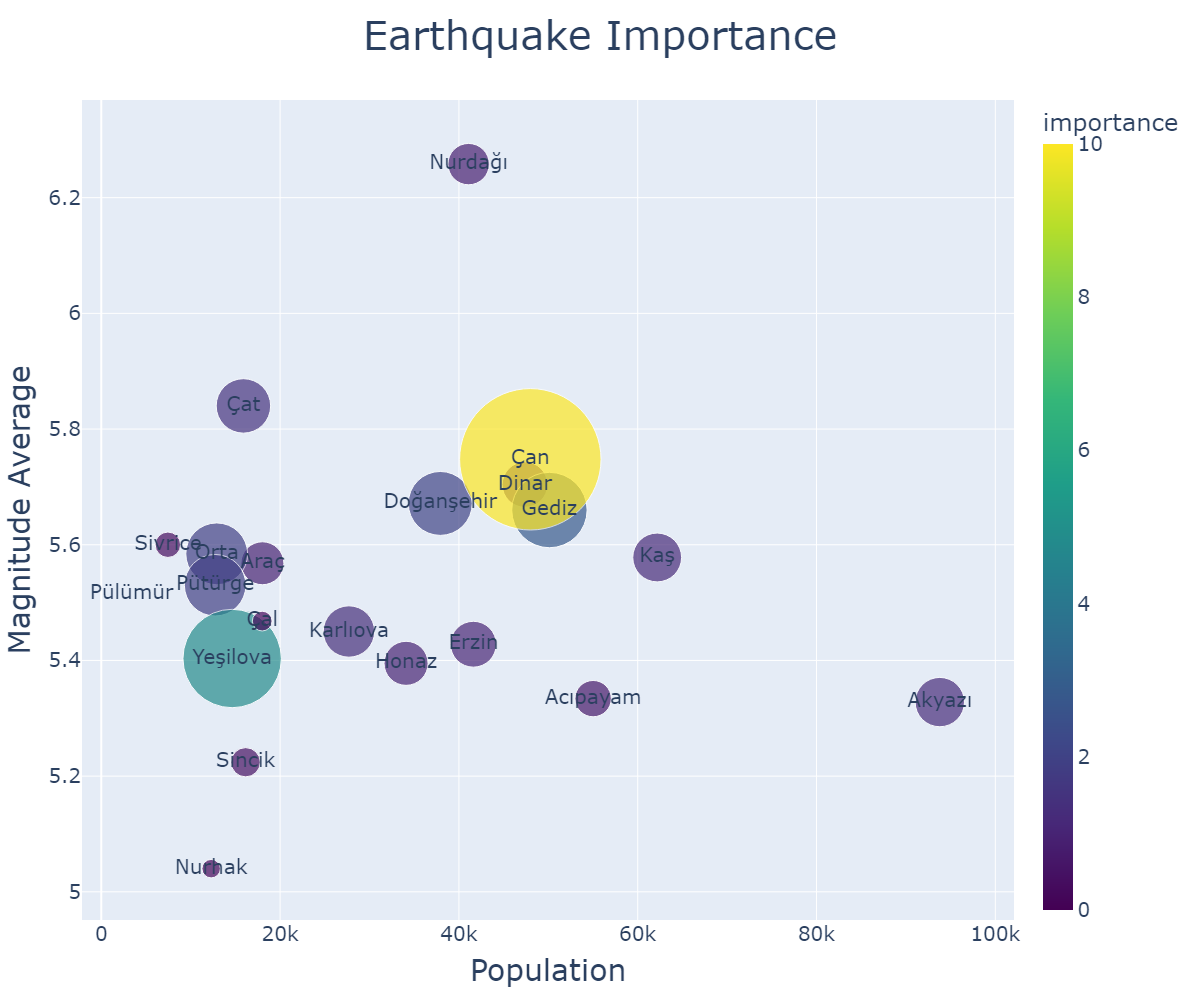 Earthquake Importance
importance
10
8
6
4
2
0
Magnitude Average
6.2
6
5.8
5.6
5.4
5.2
5
Nurdağı
Çat
Çan
Dinar
Doğanşehir
Gediz
Sivrice
Orta
Araç
Kaş
Pütürge
Pülümür
Çal
Karlıova
Erzin
Yeşilova
Honaz
Acıpayam
Akyazı
Sincik
Nurhak
0
20k
40k
60k
80k
100k
Population